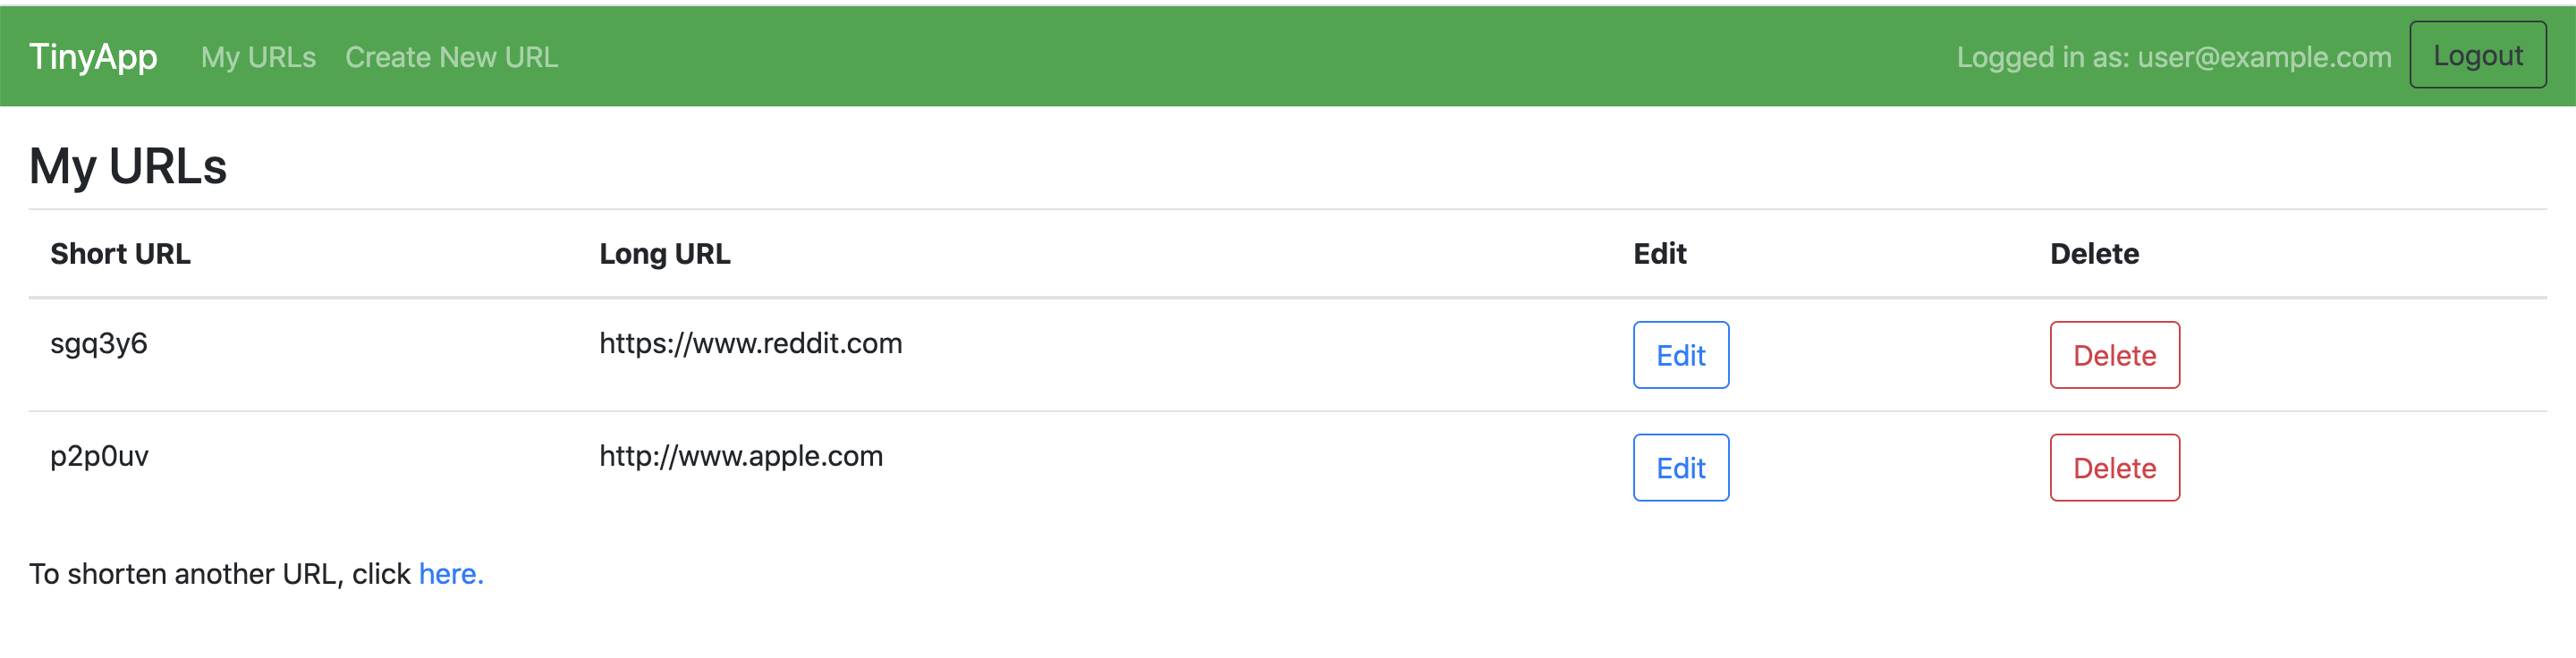 TinyApp My URLs Create New URL Logged in as: user@example.com Logout
My URLs
Short URL Long URL Edit Delete
sgq3y6 https://www.reddit.com Edit Delete
p2p0uv http://www.apple.com Edit Delete
To shorten another URL, click here.